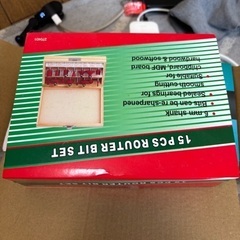 15 PCS ROUTER BIT SET
• 6 mm shank
• Bits can be re-sharpened
• Sealed bearings for
smooth cutting
• Suitable for
chipboard, MDF board
hardwood & softwood
15 PCS ROUTER BIT SET